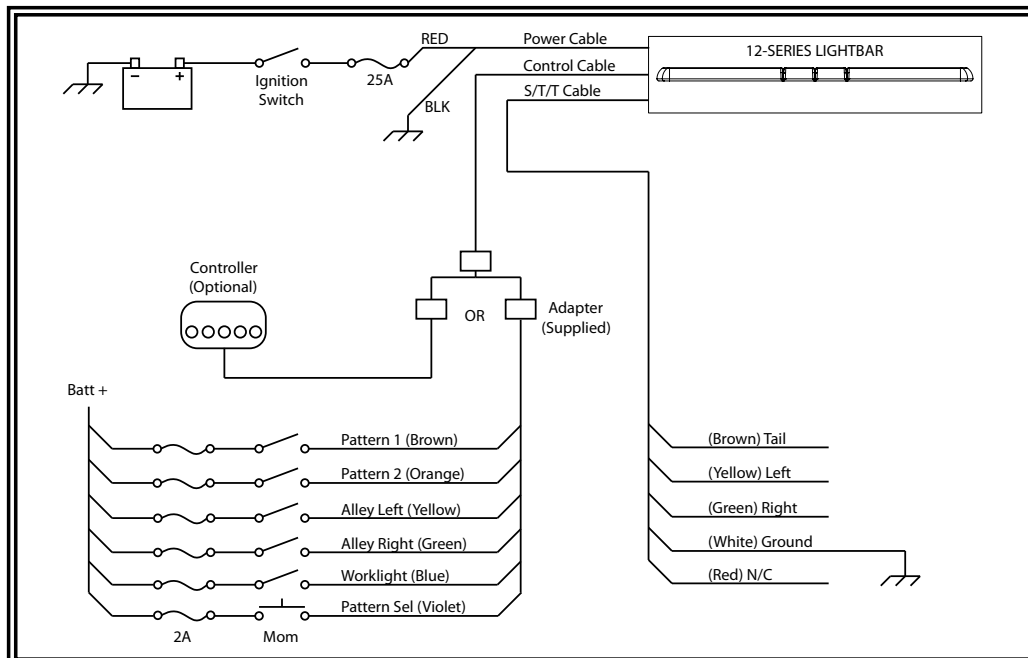 RED
Power Cable
12-SERIES LIGHTBAR
Control Cable
S/T/T Cable
– +
Ignition
Switch
25A
BLK
Controller
(Optional)
OR
Adapter
(Supplied)
Batt +
Pattern 1 (Brown)
Pattern 2 (Orange)
Alley Left (Yellow)
Alley Right (Green)
Worklight (Blue)
Pattern Sel (Violet)
2A
Mom
(Brown) Tail
(Yellow) Left
(Green) Right
(White) Ground
(Red) N/C